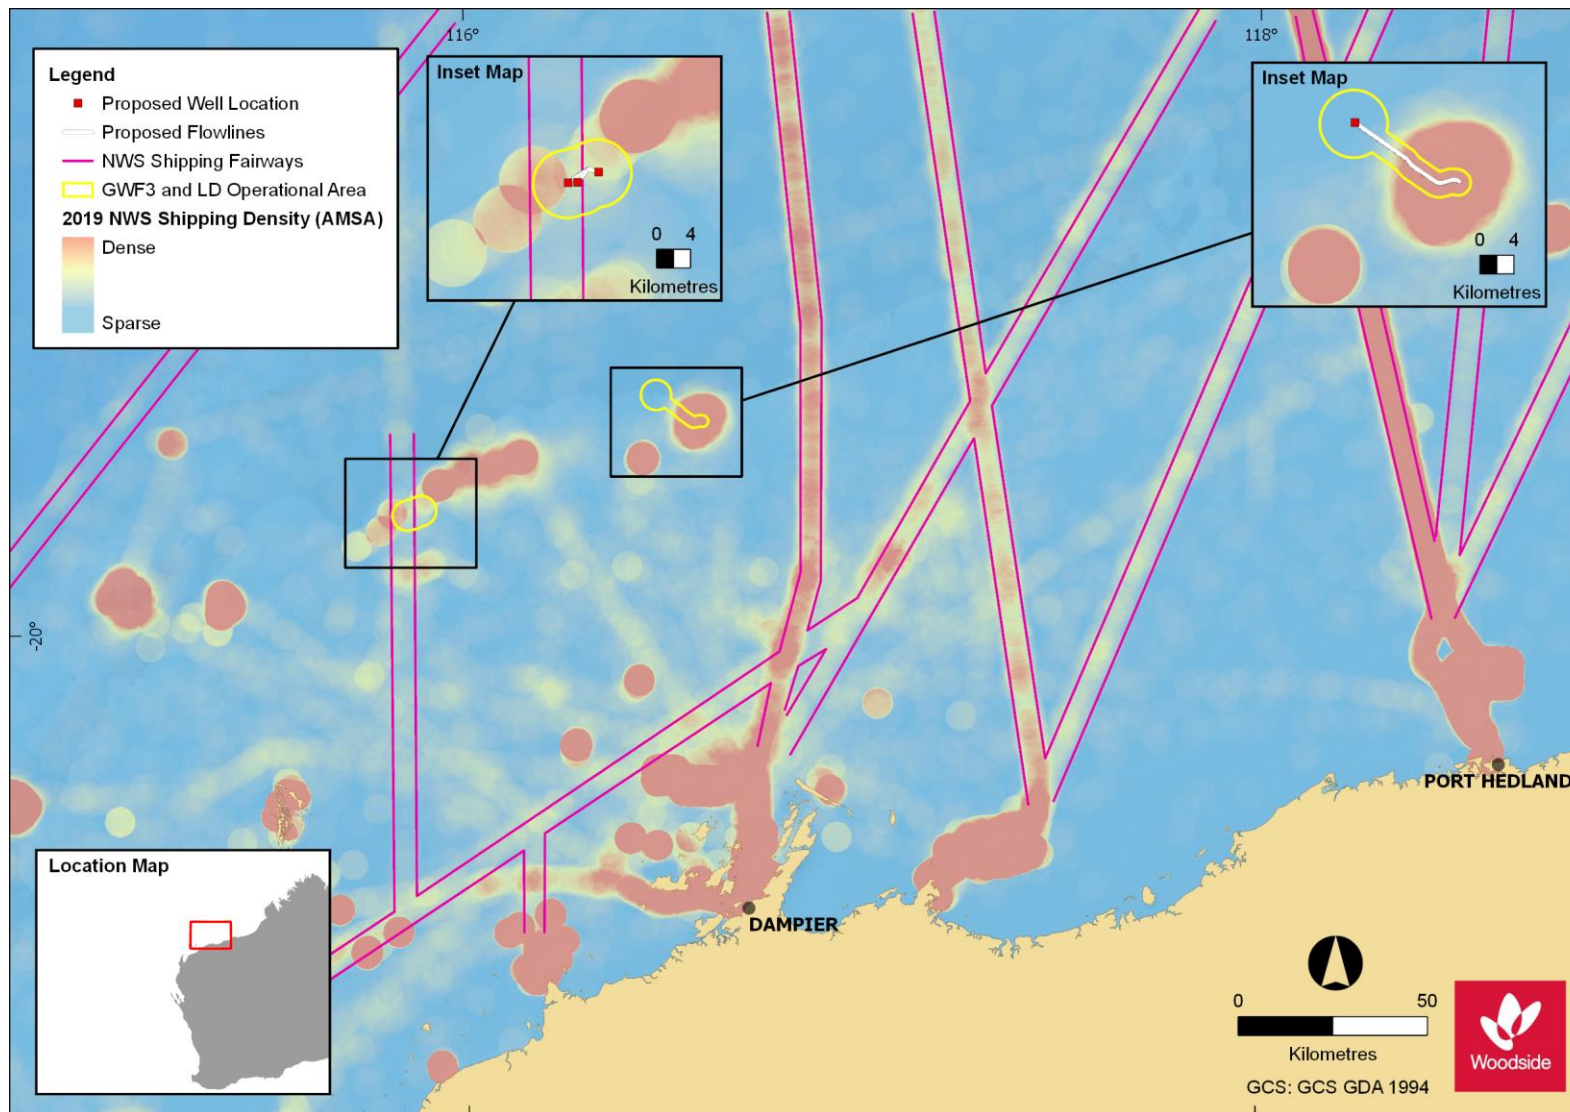 116°
118°
Legend
Proposed Well Location
Proposed Flowlines
NWS Shipping Fairways
GWF3 and LD Operational Area
2019 NWS Shipping Density (AMSA)
Dense
Sparse
Inset Map
0 4
Kilometres
Inset Map
0 4
Kilometres
-20°
PORT HEDLAND
DAMPIER
Location Map
0 50
Kilometres
GCS: GCS GDA 1994
Woodside